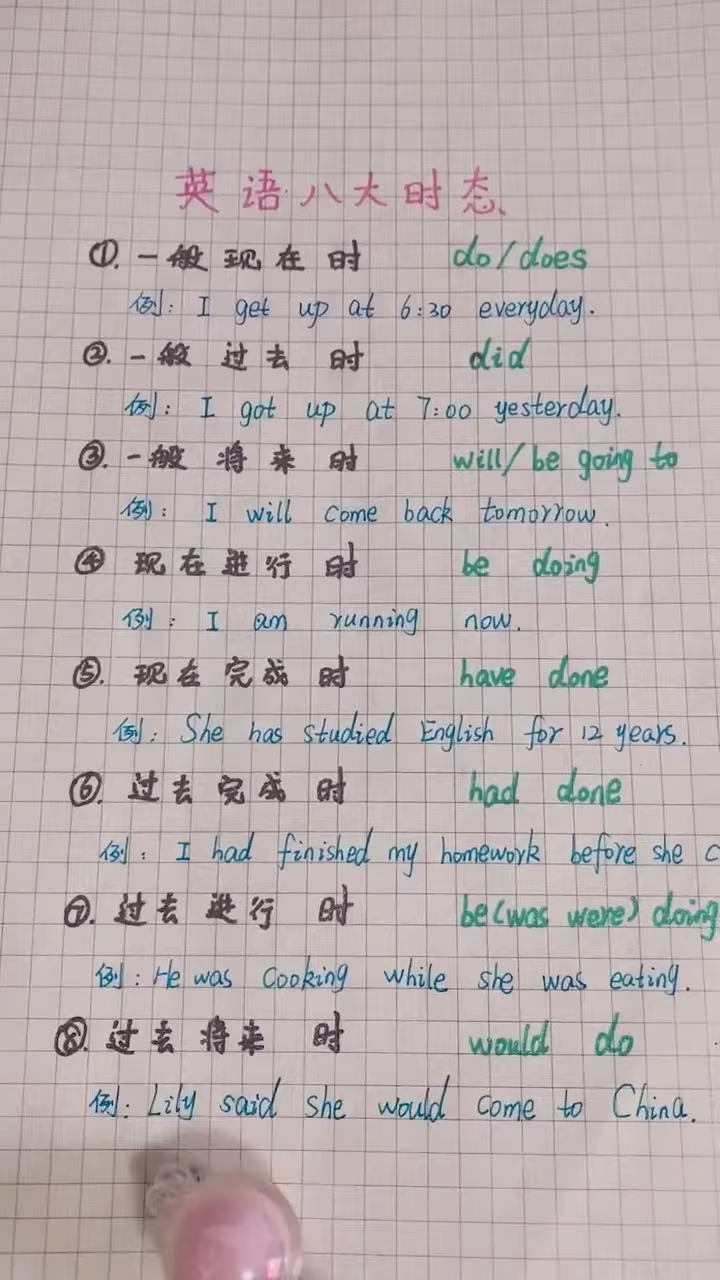 英语八大时态
①. 一般现在时 do/does
例: I get up at 6:30 everyday.
②. 一般过去时 did
例: I got up at 7:00 yesterday.
③. 一般将来时 will/be going to
例: I will come back tomorrow.
④ 现在进行时 be doing
例: I am running now.
⑤. 现在完成时 have done
例: She has studied English for 12 years.
⑥. 过去完成时 had done
例: I had finished my homework before she
⑦. 过去进行时 be(was were) doing
例: He was cooking while she was eating.
⑧. 过去将来时 would do
例: Lily said she would come to China.